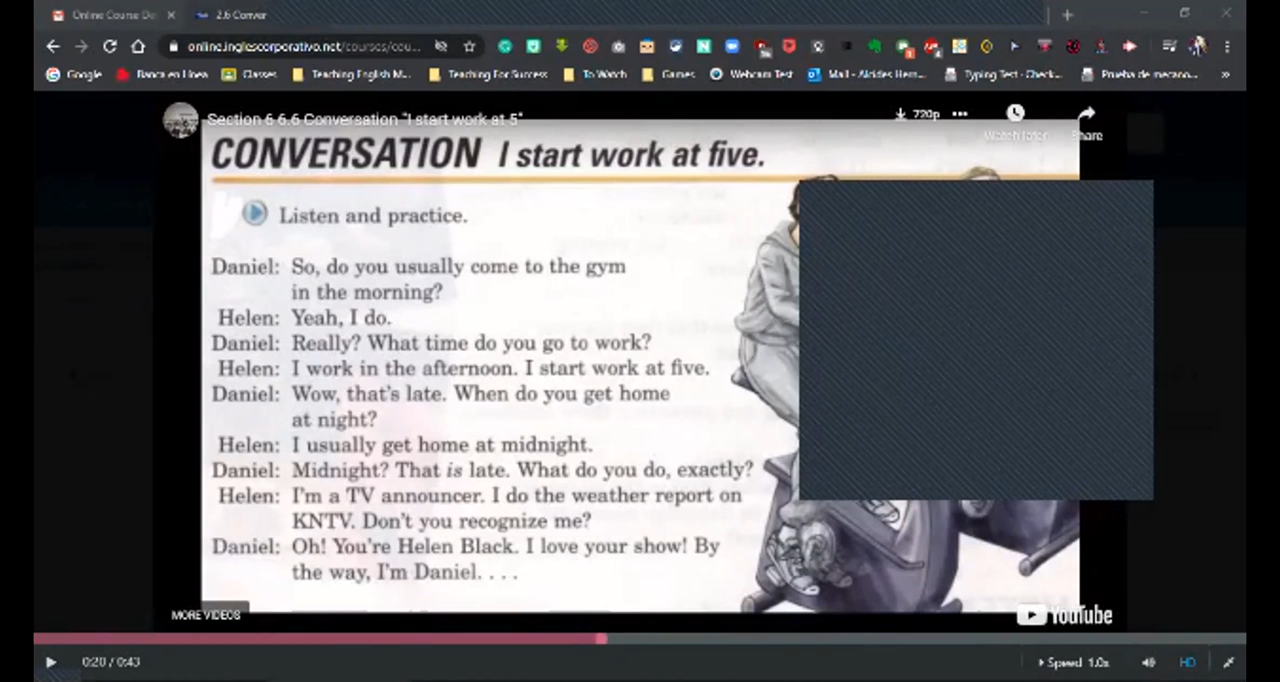 Online Course De
2.6 Conver
online.inglescorporativo.net/courses/cou...
Google Banca en Línea Classes Teaching English M... Teaching For Success To Watch Games Webcam Test Mail - Alcides Hern... Typing Test - Check... Prueba de mecano...
Section 6 6.6 Conversation "I start work at 5"
720p
Watch later
Share
CONVERSATION I start work at five.
Listen and practice.
Daniel: So, do you usually come to the gym
in the morning?
Helen: Yeah, I do.
Daniel: Really? What time do you go to work?
Helen: I work in the afternoon. I start work at five.
Daniel: Wow, that's late. When do you get home
at night?
Helen: I usually get home at midnight.
Daniel: Midnight? That is late. What do you do, exactly?
Helen: I'm a TV announcer. I do the weather report on
KNTV. Don't you recognize me?
Daniel: Oh! You're Helen Black. I love your show! By
the way, I'm Daniel. . . .
MORE VIDEOS
YouTube
0:20 / 0:43
Speed 1.0x
HD